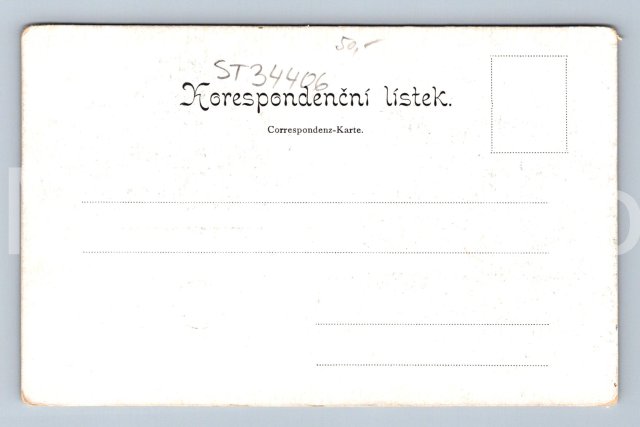 50,-
ST34406
Korespondenční lístek.
Correspondenz-Karte.